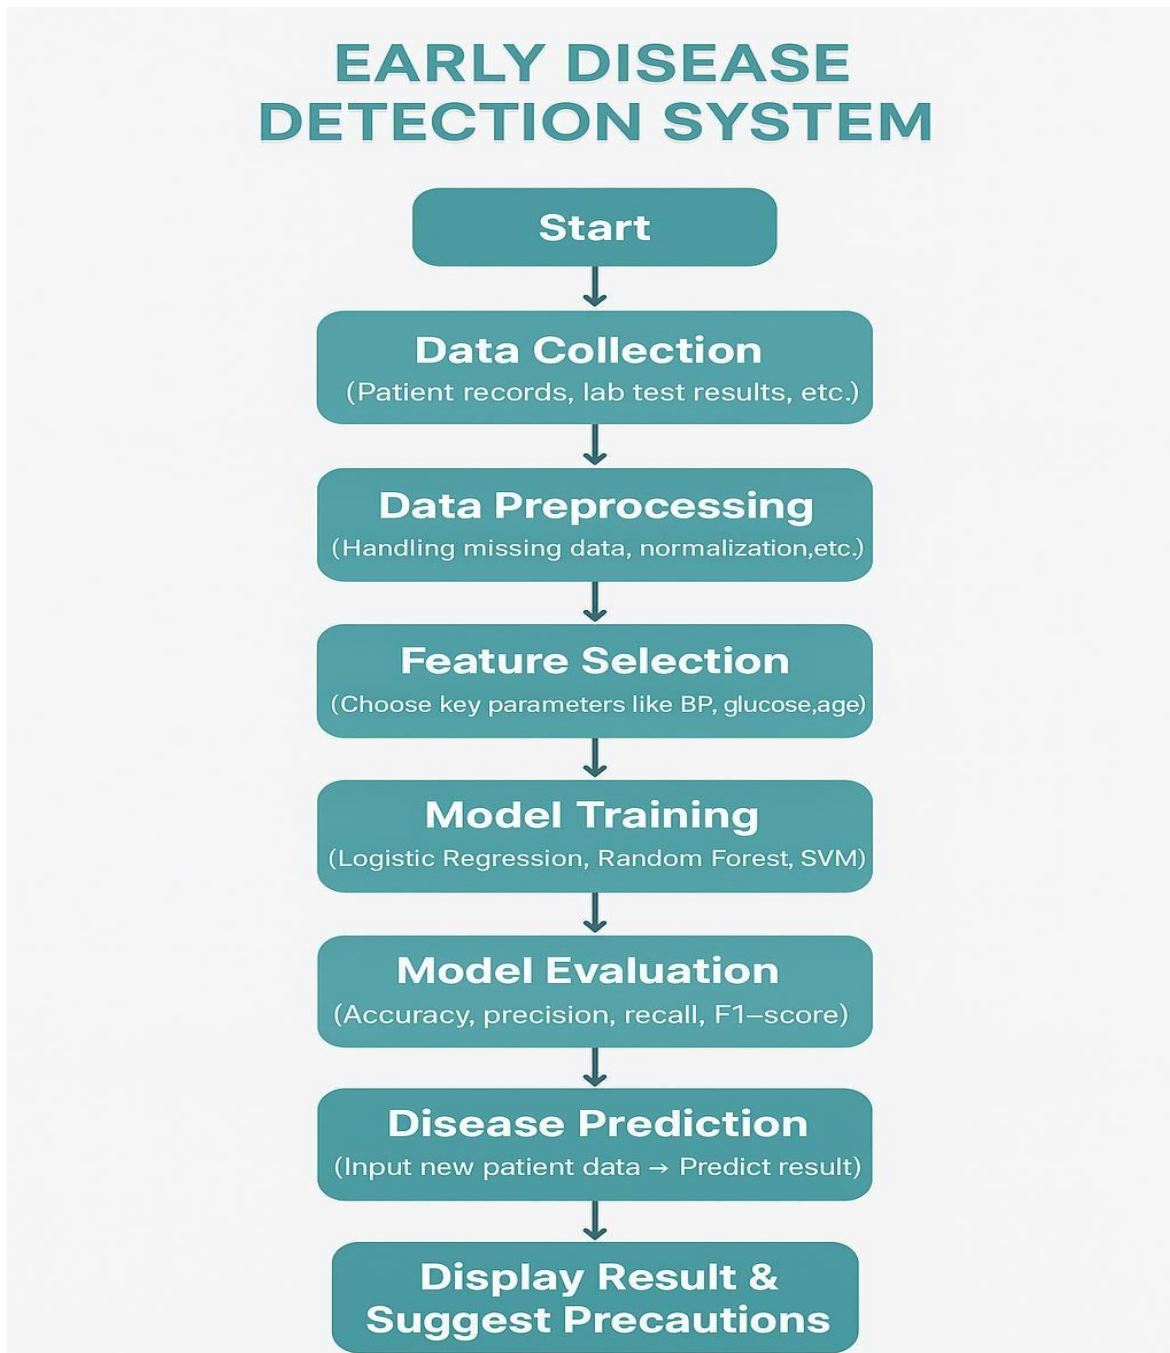 EARLY DISEASE
DETECTION SYSTEM
Start
Data Collection
(Patient records, lab test results, etc.)
Data Preprocessing
(Handling missing data, normalization,etc.)
Feature Selection
(Choose key parameters like BP, glucose,age)
Model Training
(Logistic Regression, Random Forest, SVM)
Model Evaluation
(Accuracy, precision, recall, F1–score)
Disease Prediction
(Input new patient data → Predict result)
Display Result &
Suggest Precautions